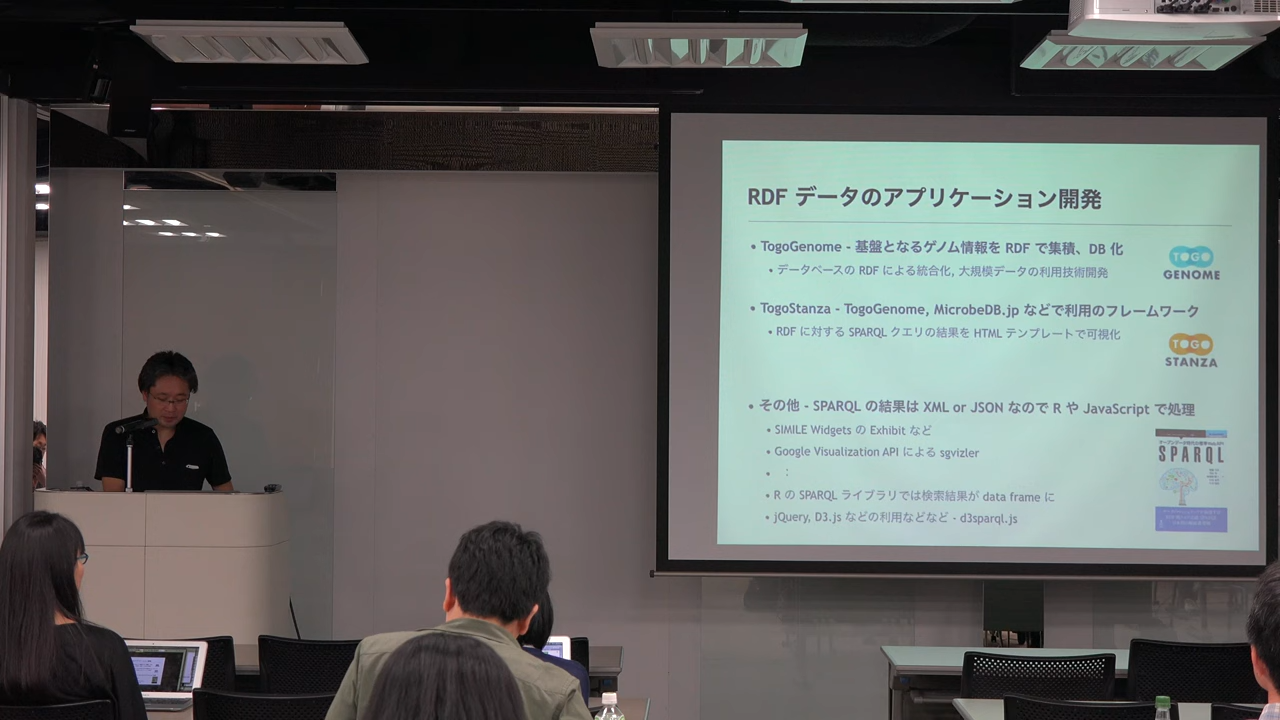 RDF データのアプリケーション開発
• TogoGenome - 基盤となるゲノム情報を RDF で集積、DB 化
• データベースの RDF による統合化, 大規模データの利用技術開発
TOGO
GENOME
• TogoStanza - TogoGenome, MicrobeDB.jp などで利用のフレームワーク
• RDF に対する SPARQL クエリの結果を HTML テンプレートで可視化
TOGO
STANZA
• その他 - SPARQL の結果は XML or JSON なので R や JavaScript で処理
• SIMILE Widgets の Exhibit など
• Google Visualization API による sgvizler
• :
• R の SPARQL ライブラリでは検索結果が data frame に
• jQuery, D3.js などの利用などなど - d3sparql.js
SPARQL